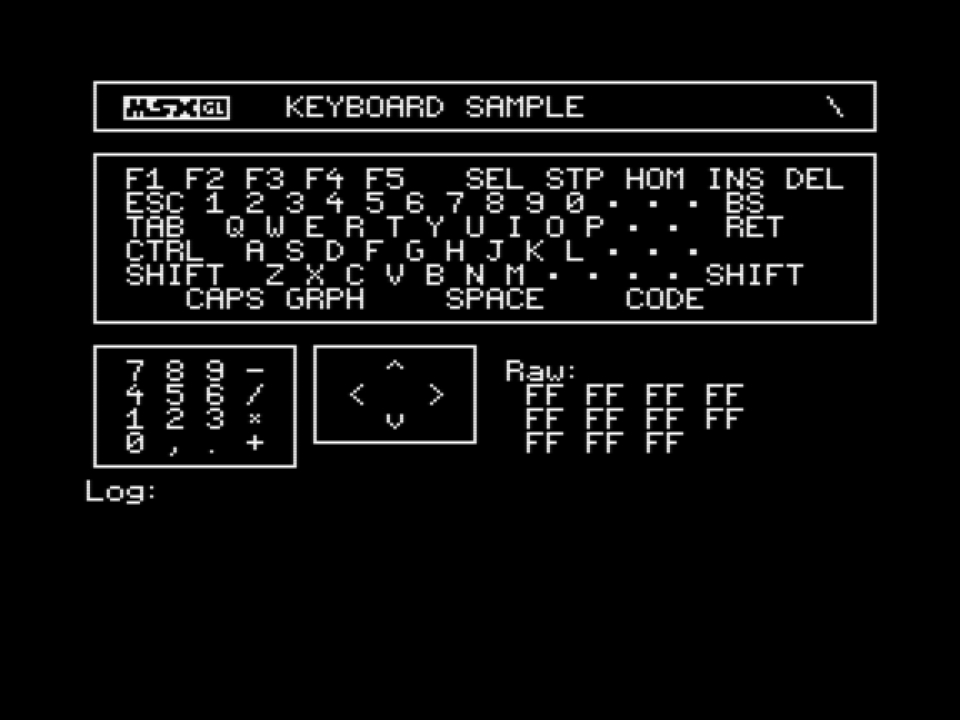 MSX GL KEYBOARD SAMPLE \
F1 F2 F3 F4 F5 SEL STP HOM INS DEL
ESC 1 2 3 4 5 6 7 8 9 0 · · · BS
TAB Q W E R T Y U I O P · · RET
CTRL A S D F G H J K L · · ·
SHIFT Z X C V B N M · · · · SHIFT
CAPS GRPH SPACE CODE
7 8 9 -
4 5 6 /
1 2 3 ×
0 , . +
^
< >
v
Raw:
FF FF FF FF
FF FF FF FF
FF FF FF
Log: